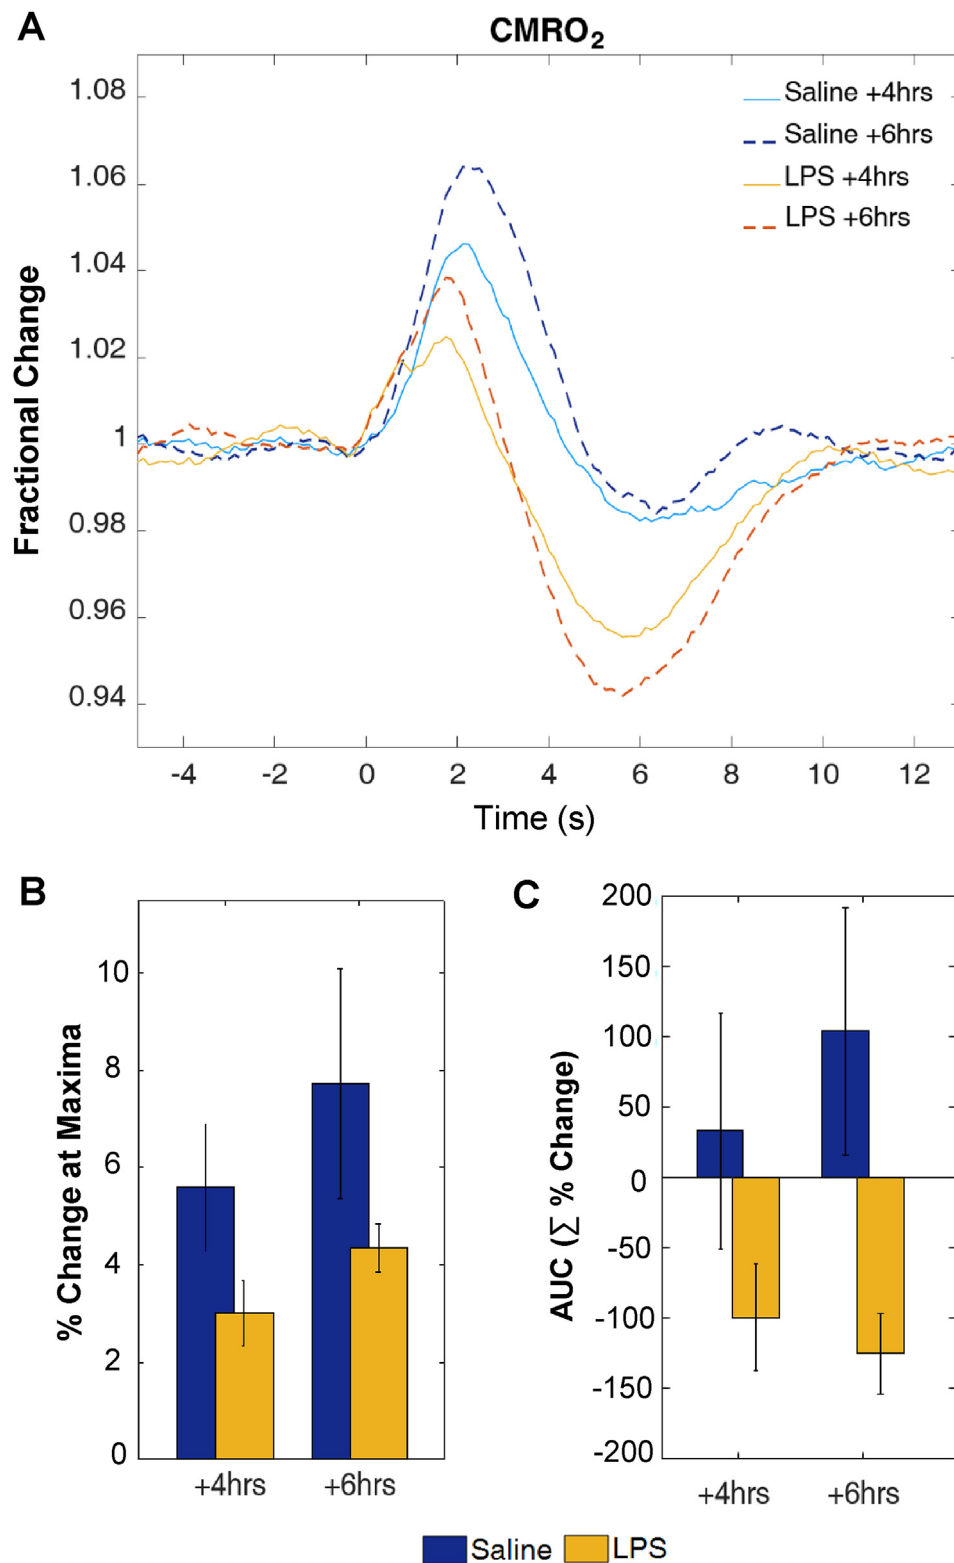 A
CMRO₂
1.08
1.06
1.04
1.02
1
0.98
0.96
0.94
Fractional Change
Saline +4hrs
Saline +6hrs
LPS +4hrs
LPS +6hrs
-4 -2 0 2 4 6 8 10 12
Time (s)
B
10
8
6
4
2
0
% Change at Maxima
+4hrs +6hrs
C
200
150
100
50
0
-50
-100
-150
-200
AUC (∑ % Change)
+4hrs +6hrs
Saline LPS